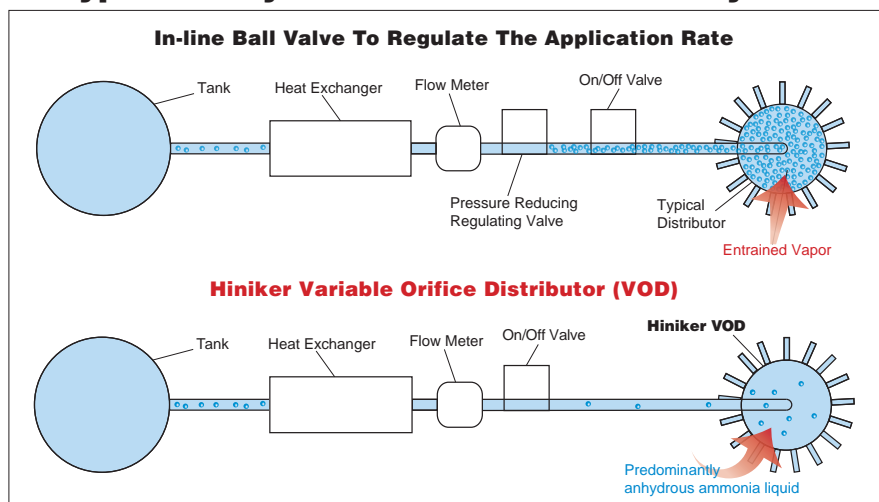 In-line Ball Valve To Regulate The Application Rate
Tank
Heat Exchanger
Flow Meter
On/Off Valve
Pressure Reducing
Regulating Valve
Typical
Distributor
Entrained Vapor
Hiniker Variable Orifice Distributor (VOD)
Tank
Heat Exchanger
Flow Meter
On/Off Valve
Hiniker VOD
Predominantly
anhydrous ammonia liquid